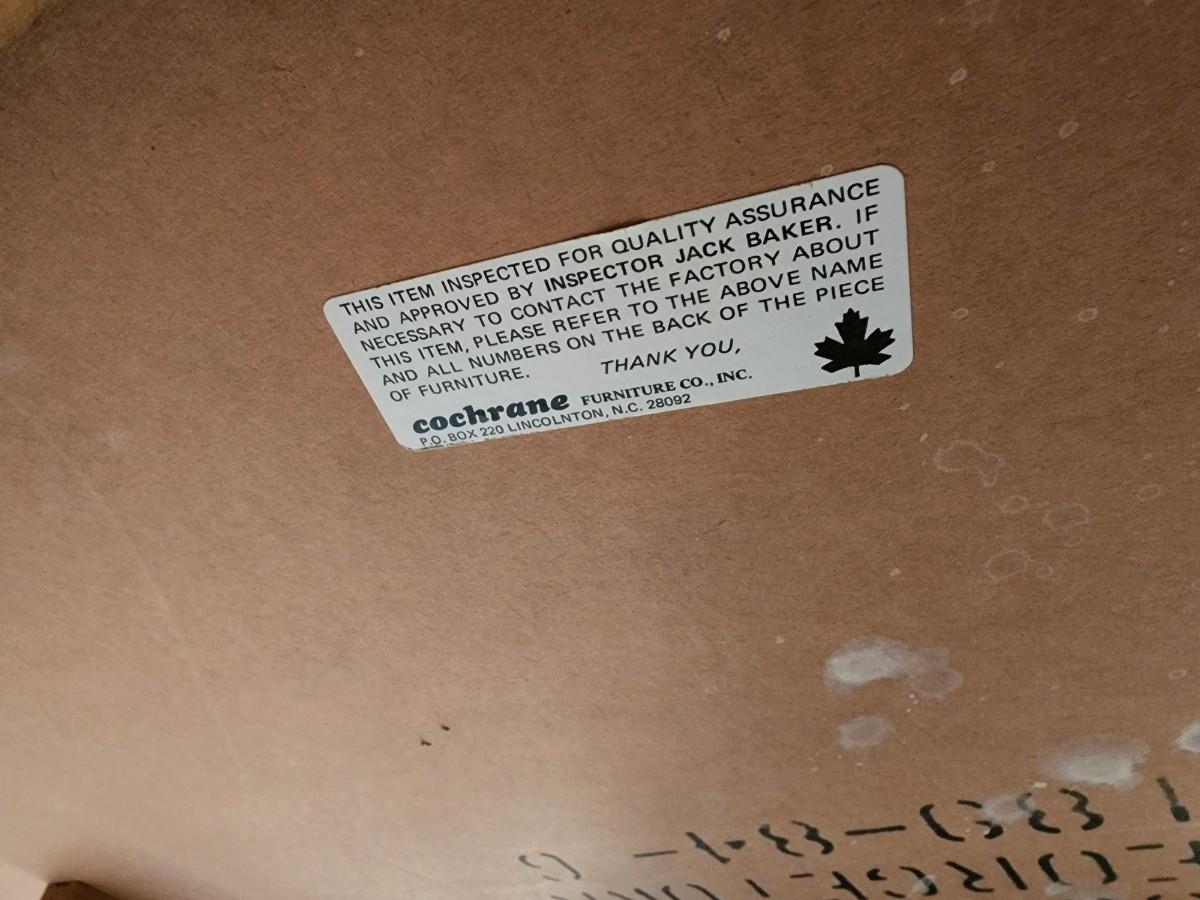 THIS ITEM INSPECTED FOR QUALITY ASSURANCE
AND APPROVED BY INSPECTOR JACK BAKER. IF
NECESSARY TO CONTACT THE FACTORY ABOUT
THIS ITEM, PLEASE REFER TO THE ABOVE NAME
AND ALL NUMBERS ON THE BACK OF THE PIECE
OF FURNITURE. THANK YOU,
cochrane FURNITURE CO., INC.
P.O. BOX 220 LINCOLNTON, N.C. 28092